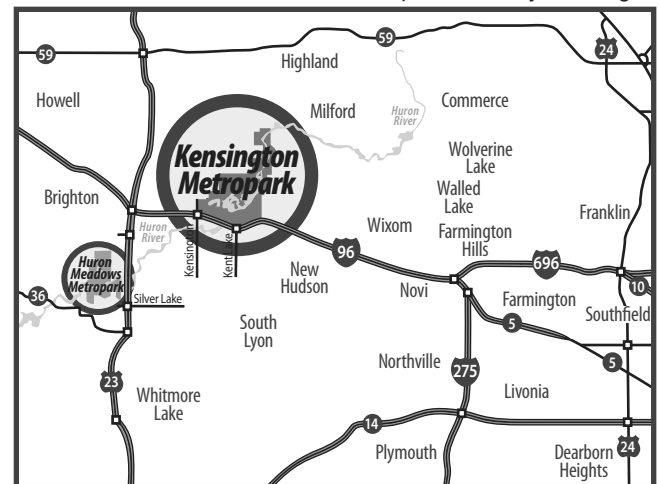 59
24
59
Highland
Howell
Milford
Huron
River
Commerce
Kensington
Metropark
Wolverine
Lake
Walled
Lake
Brighton
Franklin
Wixom
Huron
River
Kensington
Kent Lake
Farmington
Hills
96
696
Huron
Meadows
Metropark
New
Hudson
Novi
10
36
Silver Lake
Farmington
Southfield
South
Lyon
5
5
Northville
275
23
Whitmore
Lake
Livonia
14
Plymouth
Dearborn
Heights
24